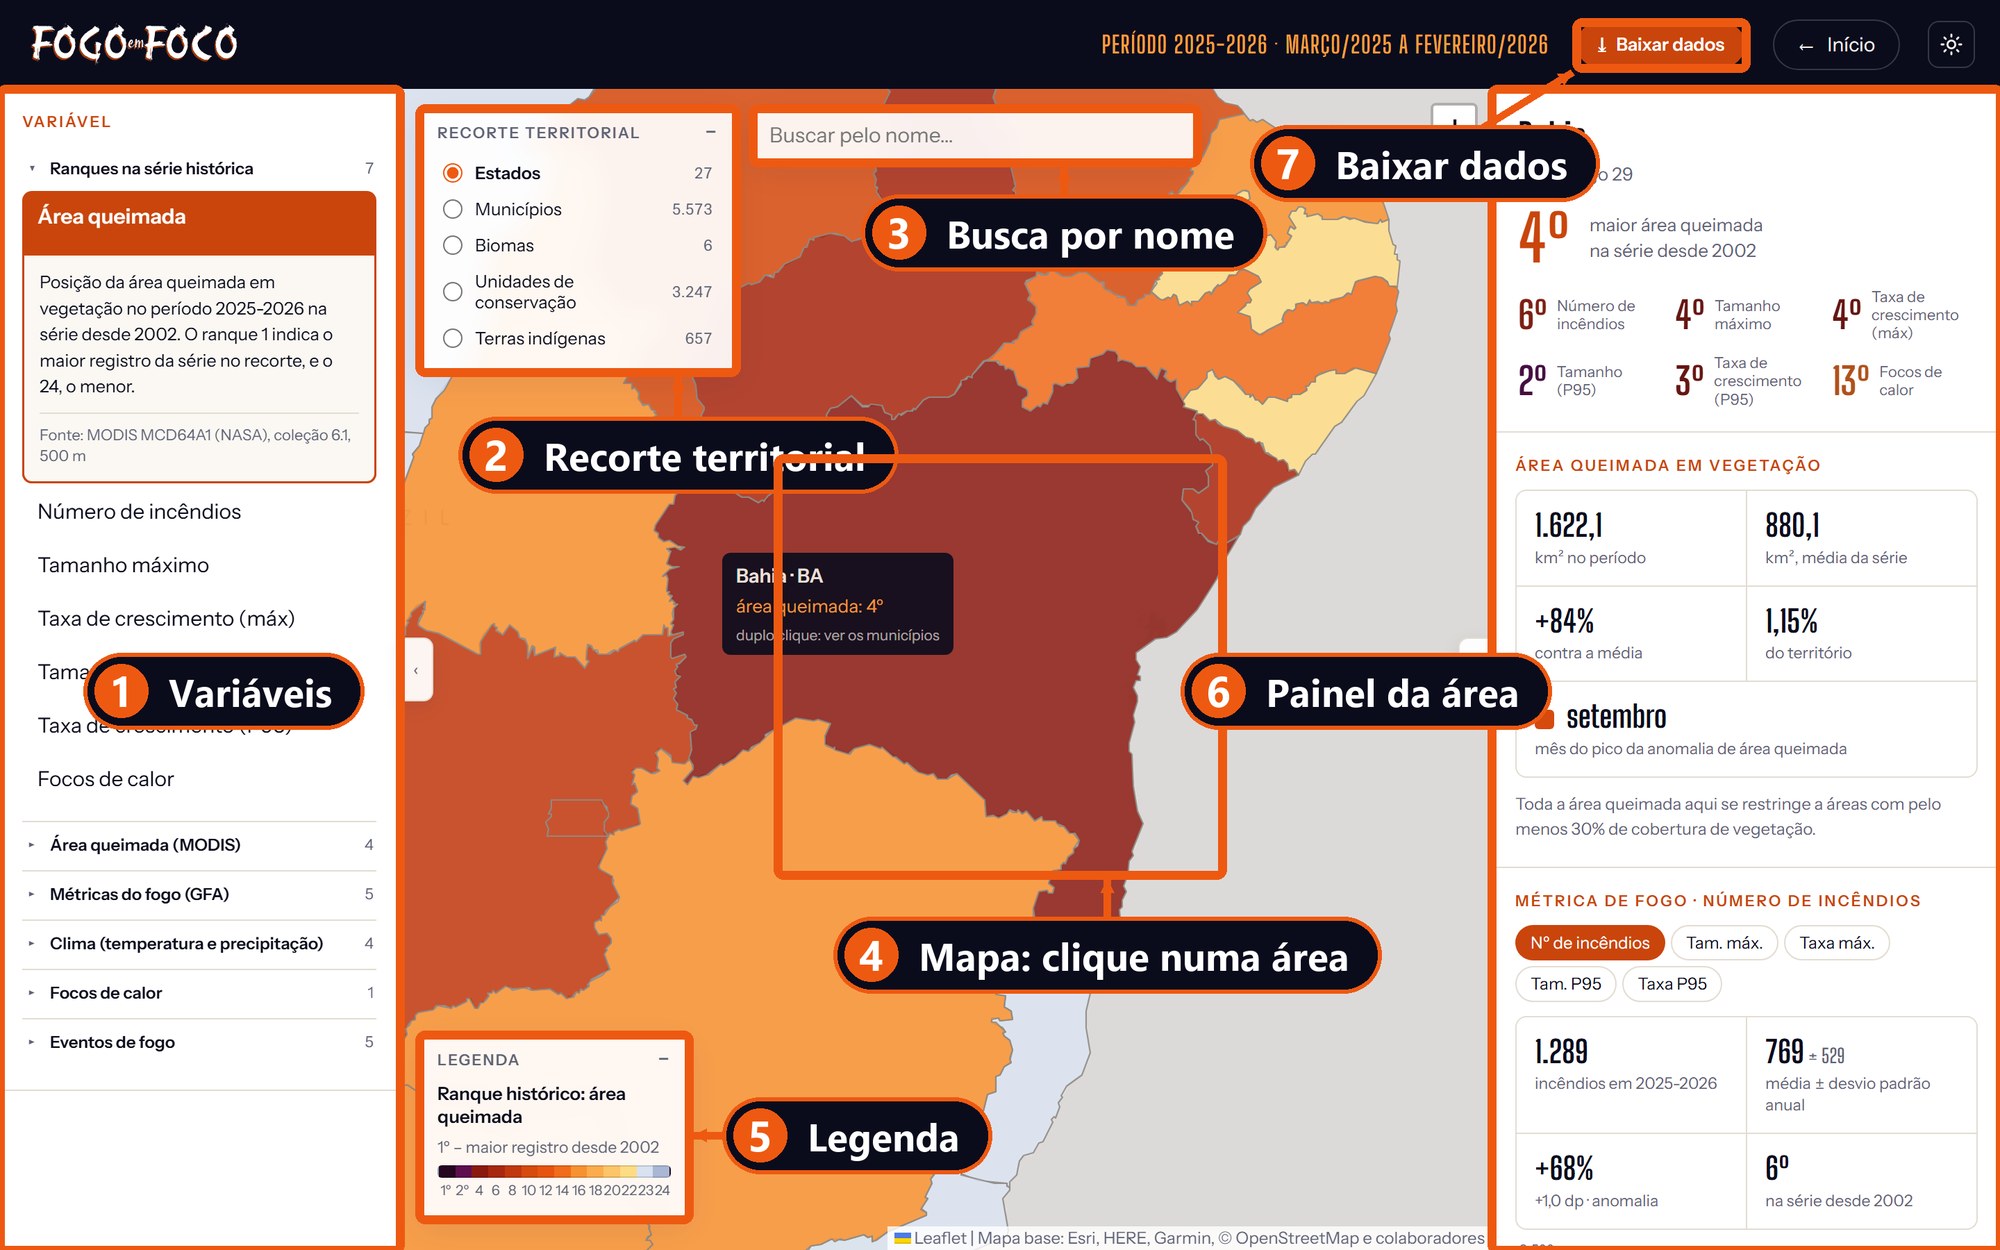 FOGO em FOCO
PERÍODO 2025-2026 · MARÇO/2025 A FEVEREIRO/2026
Baixar dados
← Início
VARIÁVEL
Ranques na série histórica 7
Área queimada
Posição da área queimada em
vegetação no período 2025-2026 na
série desde 2002. O ranque 1 indica o
maior registro da série no recorte, e o
24, o menor.
Fonte: MODIS MCD64A1 (NASA), coleção 6.1,
500 m
Número de incêndios
Tamanho máximo
Taxa de crescimento (máx)
1 Variáveis
Focos de calor
Área queimada (MODIS) 4
Métricas do fogo (GFA) 5
Clima (temperatura e precipitação) 4
Focos de calor 1
Eventos de fogo 5
RECORTE TERRITORIAL −
Estados 27
Municípios 5.573
Biomas 6
Unidades de
conservação 3.247
Terras indígenas 657
2 Recorte territorial
Buscar pelo nome...
3 Busca por nome
Bahia · BA
área queimada: 4º
duplo clique: ver os municípios
4 Mapa: clique numa área
LEGENDA −
Ranque histórico: área
queimada
1º – maior registro desde 2002
1º 2º 4 6 8 10 12 14 16 18 20 22 23 24
5 Legenda
Leaflet | Mapa base: Esri, HERE, Garmin, © OpenStreetMap e colaboradores
7 Baixar dados
29
4º maior área queimada
na série desde 2002
6º Número de
incêndios
4º Tamanho
máximo
4º Taxa de
crescimento
(máx)
2º Tamanho
(P95)
3º Taxa de
crescimento
(P95)
13º Focos de
calor
ÁREA QUEIMADA EM VEGETAÇÃO
1.622,1
km² no período
880,1
km², média da série
+84%
contra a média
1,15%
do território
6 Painel da área
setembro
mês do pico da anomalia de área queimada
Toda a área queimada aqui se restringe a áreas com pelo
menos 30% de cobertura de vegetação.
MÉTRICA DE FOGO · NÚMERO DE INCÊNDIOS
Nº de incêndios Tam. máx. Taxa máx.
Tam. P95 Taxa P95
1.289
incêndios em 2025-2026
769 ± 529
média ± desvio padrão
anual
+68%
+1,0 dp · anomalia
6º
na série desde 2002